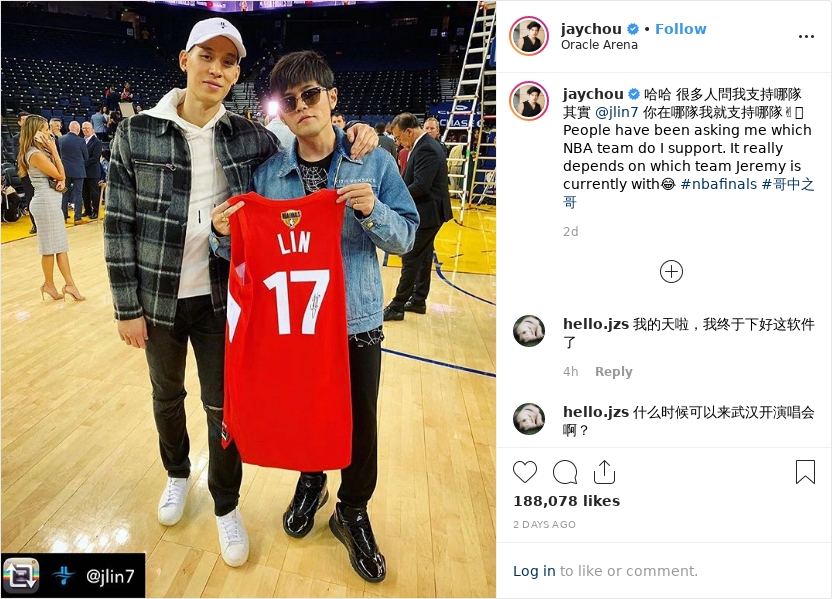 LIN
17
@jlin7
jaychou • Follow
Oracle Arena
jaychou 哈哈 很多人問我支持哪隊
其實 @jlin7 你在哪隊我就支持哪隊✌
People have been asking me which
NBA team do I support. It really
depends on which team Jeremy is
currently with😂 #nbafinals #哥中之
哥
2d
hello.jzs 我的天啦，我终于下好这软件
了
4h Reply
hello.jzs 什么时候可以来武汉开演唱会
啊？
188,078 likes
2 DAYS AGO
Log in to like or comment.